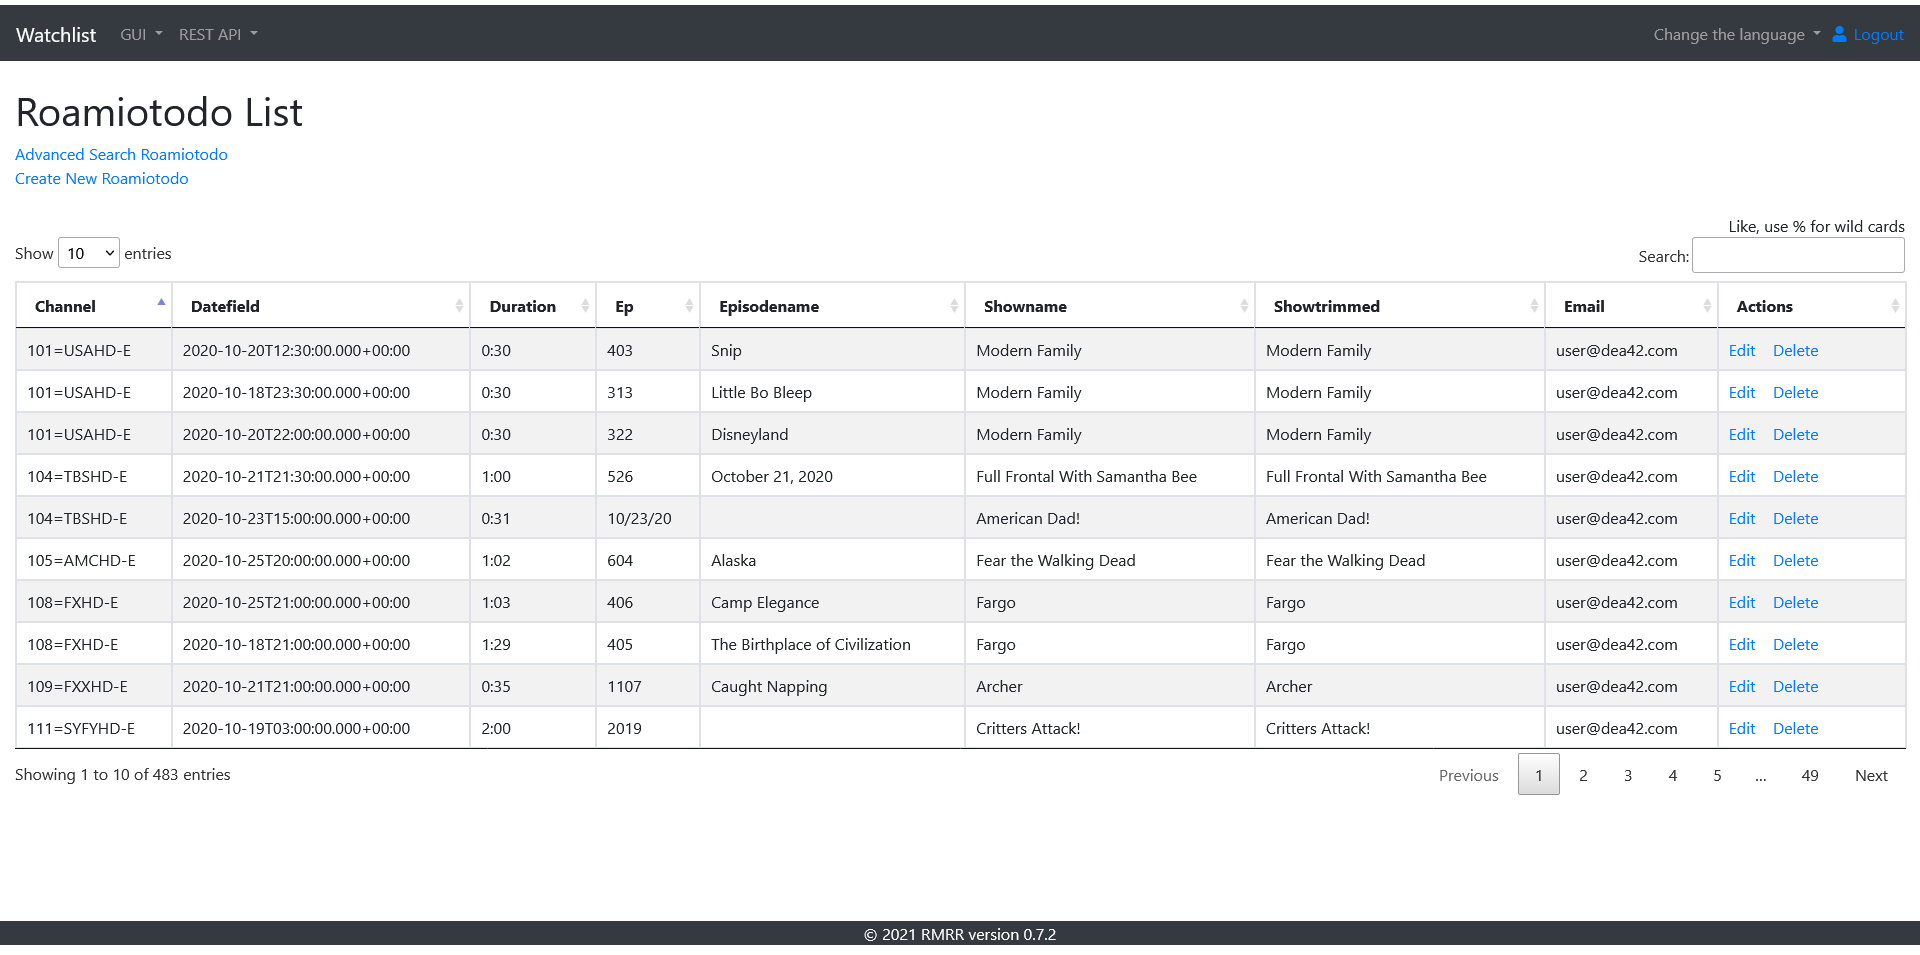 Watchlist GUI REST API Change the language Logout
Roamiotodo List
Advanced Search Roamiotodo
Create New Roamiotodo
Like, use % for wild cards
Show 10 entries Search:
Channel Datefield Duration Ep Episodename Showname Showtrimmed Email Actions
101=USAHD-E 2020-10-20T12:30:00.000+00:00 0:30 403 Snip Modern Family Modern Family user@dea42.com Edit Delete
101=USAHD-E 2020-10-18T23:30:00.000+00:00 0:30 313 Little Bo Bleep Modern Family Modern Family user@dea42.com Edit Delete
101=USAHD-E 2020-10-20T22:00:00.000+00:00 0:30 322 Disneyland Modern Family Modern Family user@dea42.com Edit Delete
104=TBSHD-E 2020-10-21T21:30:00.000+00:00 1:00 526 October 21, 2020 Full Frontal With Samantha Bee Full Frontal With Samantha Bee user@dea42.com Edit Delete
104=TBSHD-E 2020-10-23T15:00:00.000+00:00 0:31 10/23/20 American Dad! American Dad! user@dea42.com Edit Delete
105=AMCHD-E 2020-10-25T20:00:00.000+00:00 1:02 604 Alaska Fear the Walking Dead Fear the Walking Dead user@dea42.com Edit Delete
108=FXHD-E 2020-10-25T21:00:00.000+00:00 1:03 406 Camp Elegance Fargo Fargo user@dea42.com Edit Delete
108=FXHD-E 2020-10-18T21:00:00.000+00:00 1:29 405 The Birthplace of Civilization Fargo Fargo user@dea42.com Edit Delete
109=FXXHD-E 2020-10-21T21:00:00.000+00:00 0:35 1107 Caught Napping Archer Archer user@dea42.com Edit Delete
111=SYFYHD-E 2020-10-19T03:00:00.000+00:00 2:00 2019 Critters Attack! Critters Attack! user@dea42.com Edit Delete
Showing 1 to 10 of 483 entries Previous 1 2 3 4 5 ... 49 Next
© 2021 RMRR version 0.7.2